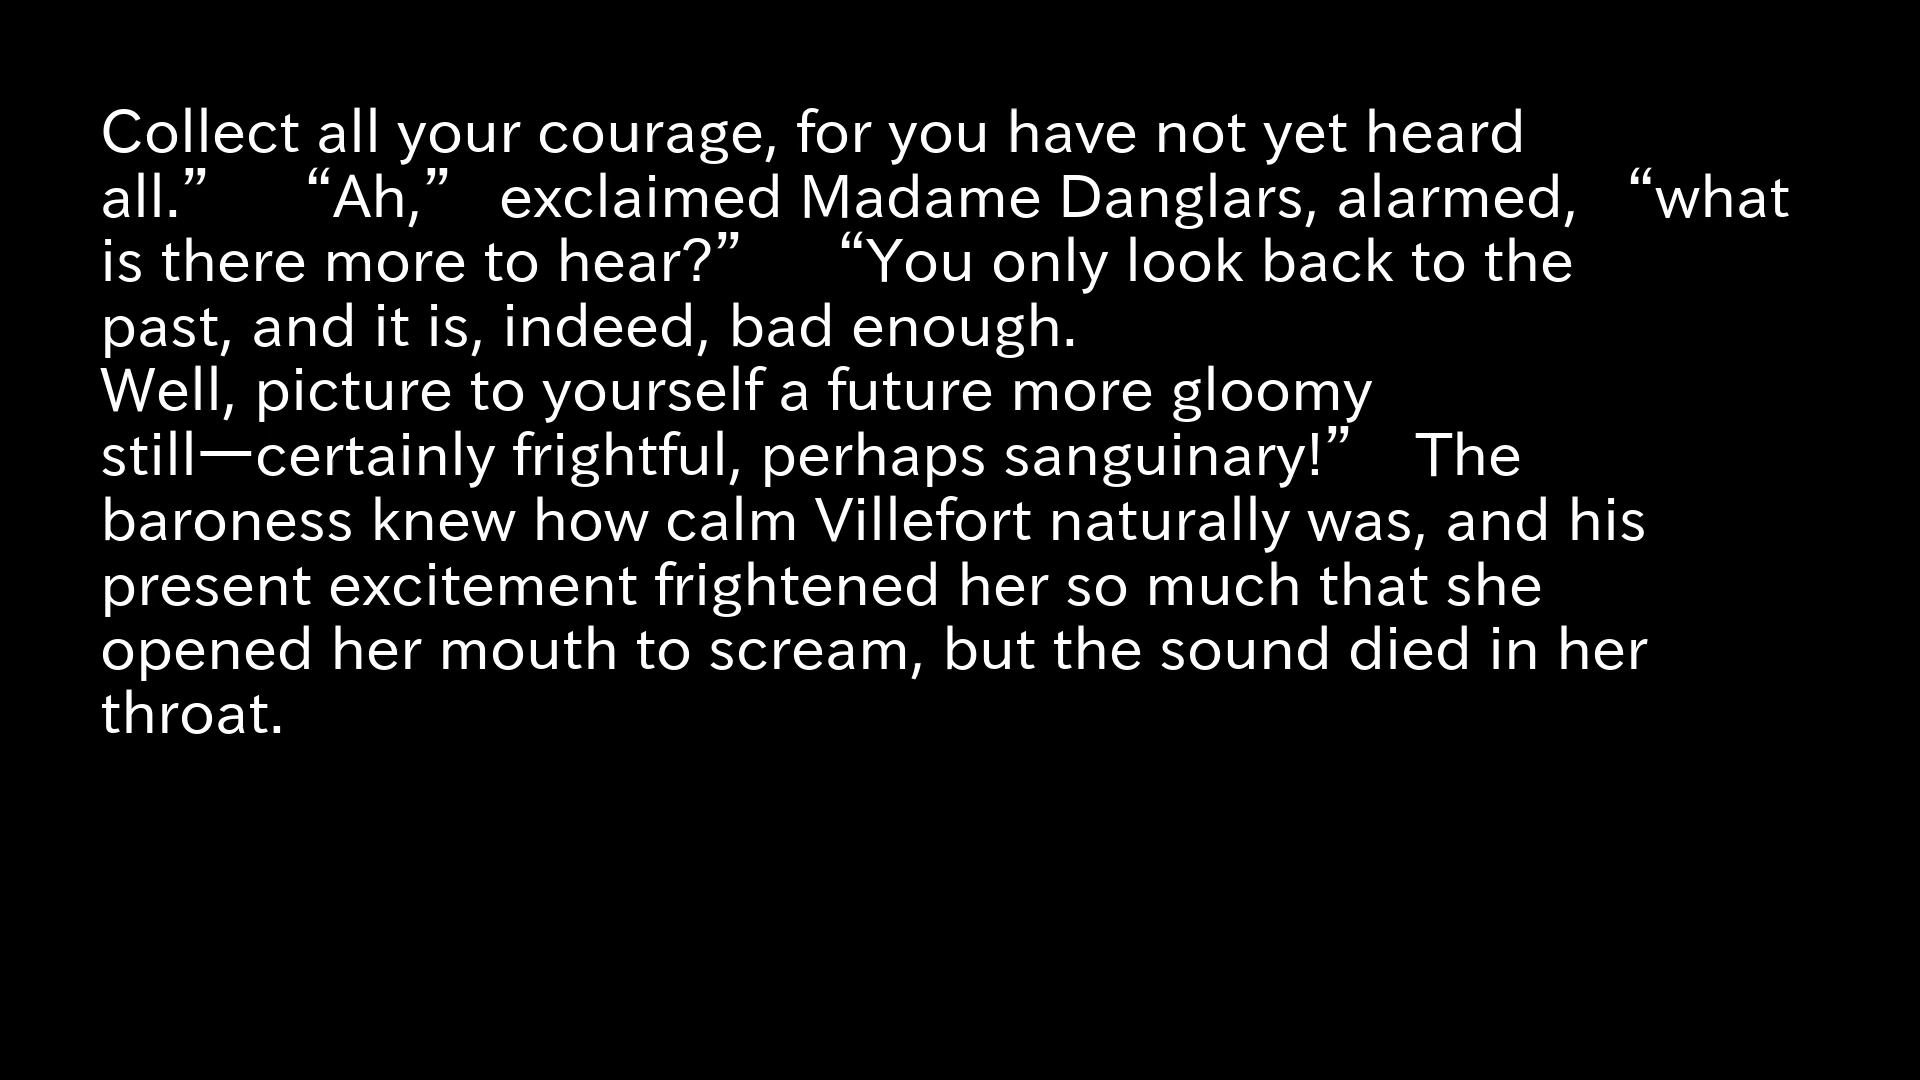 Collect all your courage, for you have not yet heard
all.” “Ah,” exclaimed Madame Danglars, alarmed, “what
is there more to hear?” “You only look back to the
past, and it is, indeed, bad enough.
Well, picture to yourself a future more gloomy
still—certainly frightful, perhaps sanguinary!” The
baroness knew how calm Villefort naturally was, and his
present excitement frightened her so much that she
opened her mouth to scream, but the sound died in her
throat.